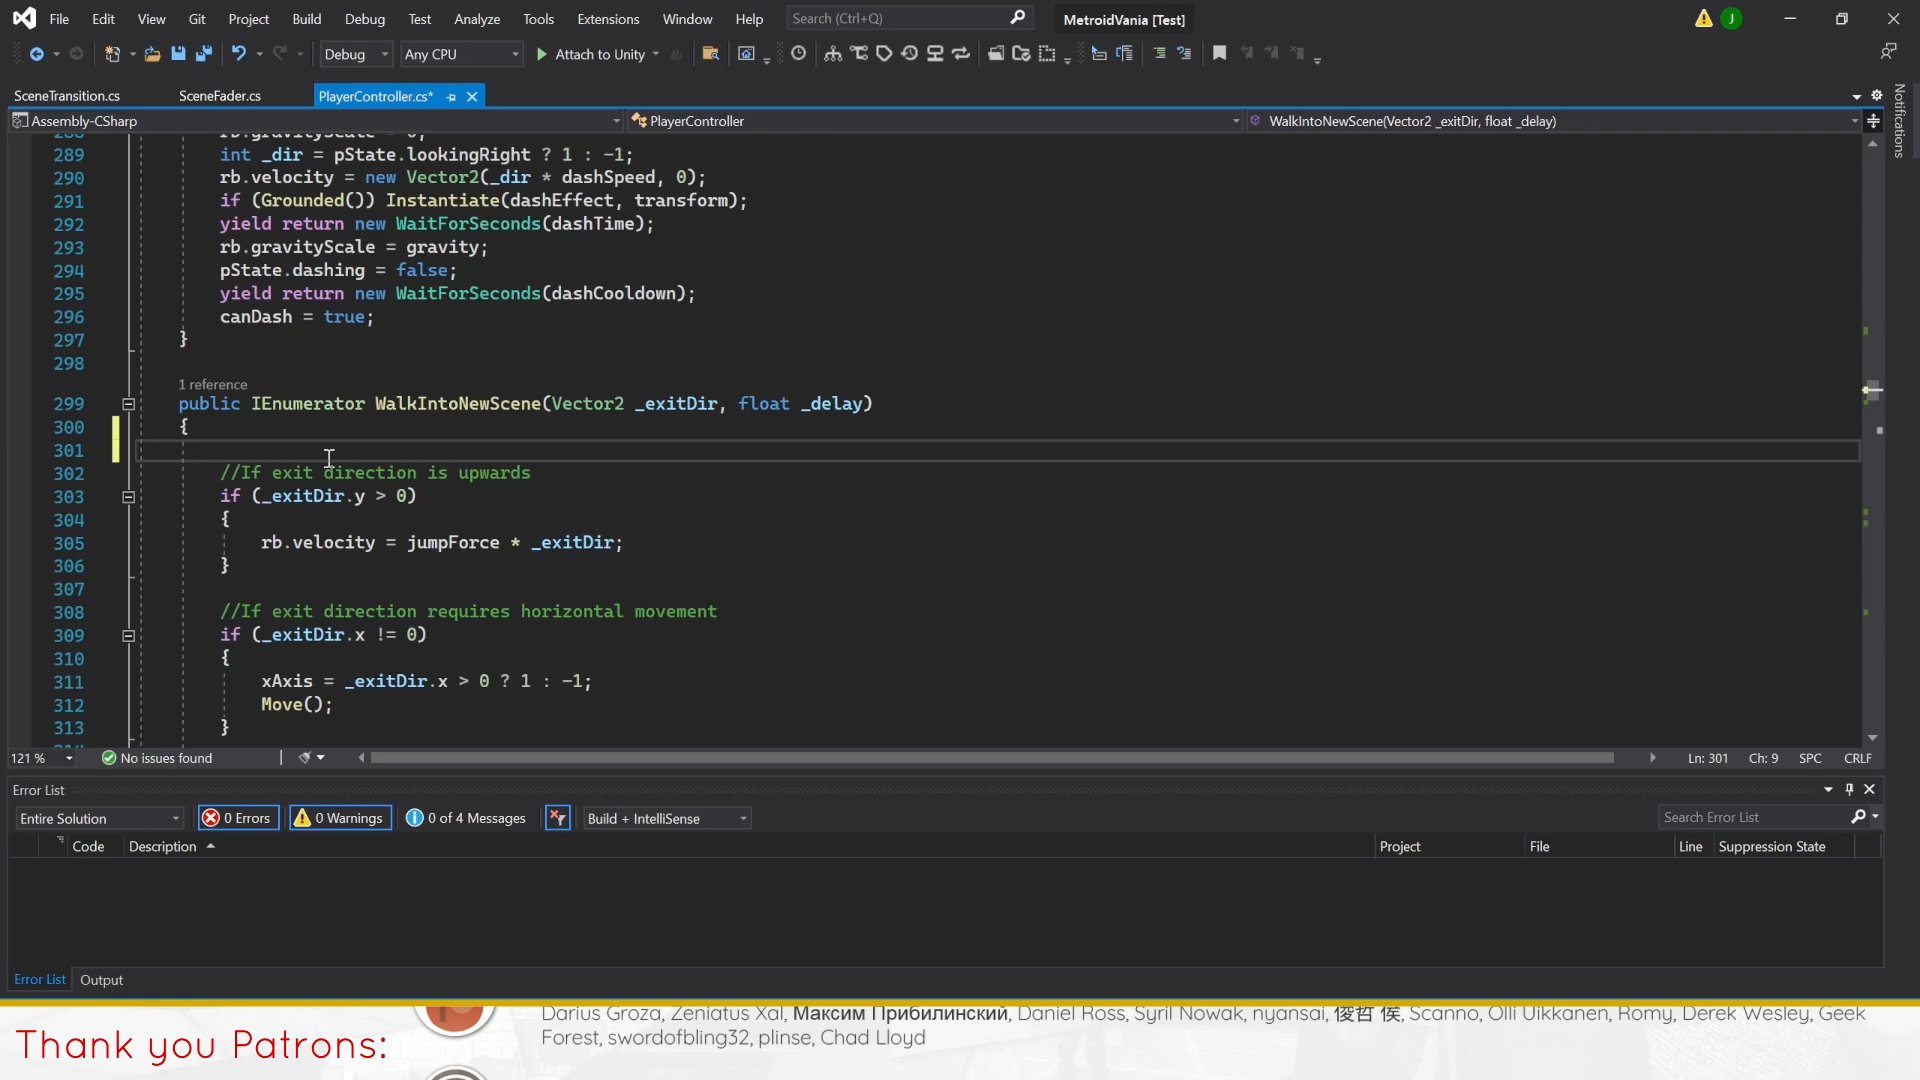 File Edit View Git Project Build Debug Test Analyze Tools Extensions Window Help Search (Ctrl+Q) MetroidVania [Test] J
Debug Any CPU Attach to Unity
SceneTransition.cs SceneFader.cs PlayerController.cs*
Notifications
Assembly-CSharp PlayerController WalkIntoNewScene(Vector2 _exitDir, float _delay)
288 rb.gravityScale = 0;
289 int _dir = pState.lookingRight ? 1 : -1;
290 rb.velocity = new Vector2(_dir * dashSpeed, 0);
291 if (Grounded()) Instantiate(dashEffect, transform);
292 yield return new WaitForSeconds(dashTime);
293 rb.gravityScale = gravity;
294 pState.dashing = false;
295 yield return new WaitForSeconds(dashCooldown);
296 canDash = true;
297 }
298
1 reference
299 public IEnumerator WalkIntoNewScene(Vector2 _exitDir, float _delay)
300 {
301
302 //If exit direction is upwards
303 if (_exitDir.y > 0)
304 {
305 rb.velocity = jumpForce * _exitDir;
306 }
307
308 //If exit direction requires horizontal movement
309 if (_exitDir.x != 0)
310 {
311 xAxis = _exitDir.x > 0 ? 1 : -1;
312 Move();
313 }
121 % No issues found Ln: 301 Ch: 9 SPC CRLF
Error List
Entire Solution 0 Errors 0 Warnings 0 of 4 Messages Build + IntelliSense Search Error List
Code Description Project File Line Suppression State
Error List Output
Thank you Patrons:
Darius Groza, Zeniatus Xal, Максим Прибилинский, Daniel Ross, Syril Nowak, nyansai, 俊哲 侯, Scanno, Olli Uikkanen, Romy, Derek Wesley, Geek
Forest, swordofbling32, plinse, Chad Lloyd